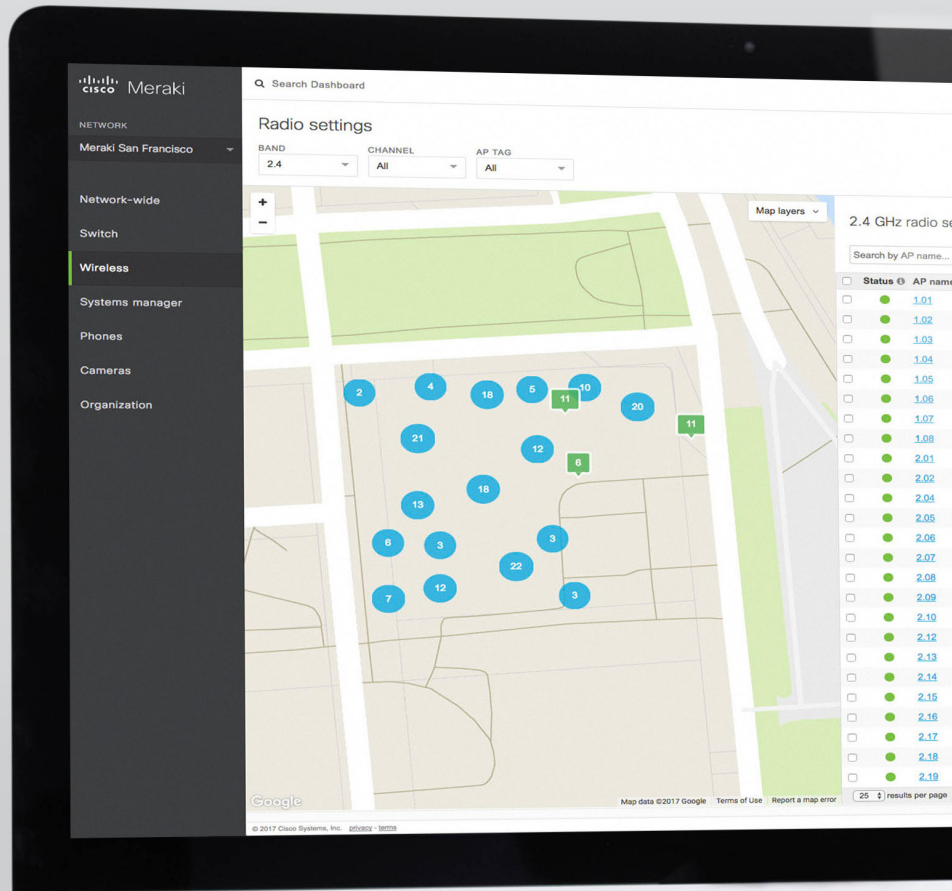 cisco Meraki
NETWORK
Meraki San Francisco
Network-wide
Switch
Wireless
Systems manager
Phones
Cameras
Organization
Search Dashboard
Radio settings
BAND
CHANNEL
AP TAG
2.4
All
All
+
−
Map layers
2
4
18
5
11
10
20
11
21
12
6
18
13
6
3
3
22
12
7
3
Google
Map data ©2017 Google
Terms of Use
Report a map error
2.4 GHz radio se
Search by AP name...
Status AP name
1.01
1.02
1.03
1.04
1.05
1.06
1.07
1.08
2.01
2.02
2.04
2.05
2.06
2.07
2.08
2.09
2.10
2.12
2.13
2.14
2.15
2.16
2.17
2.18
2.19
25 results per page
© 2017 Cisco Systems, Inc. privacy - terms